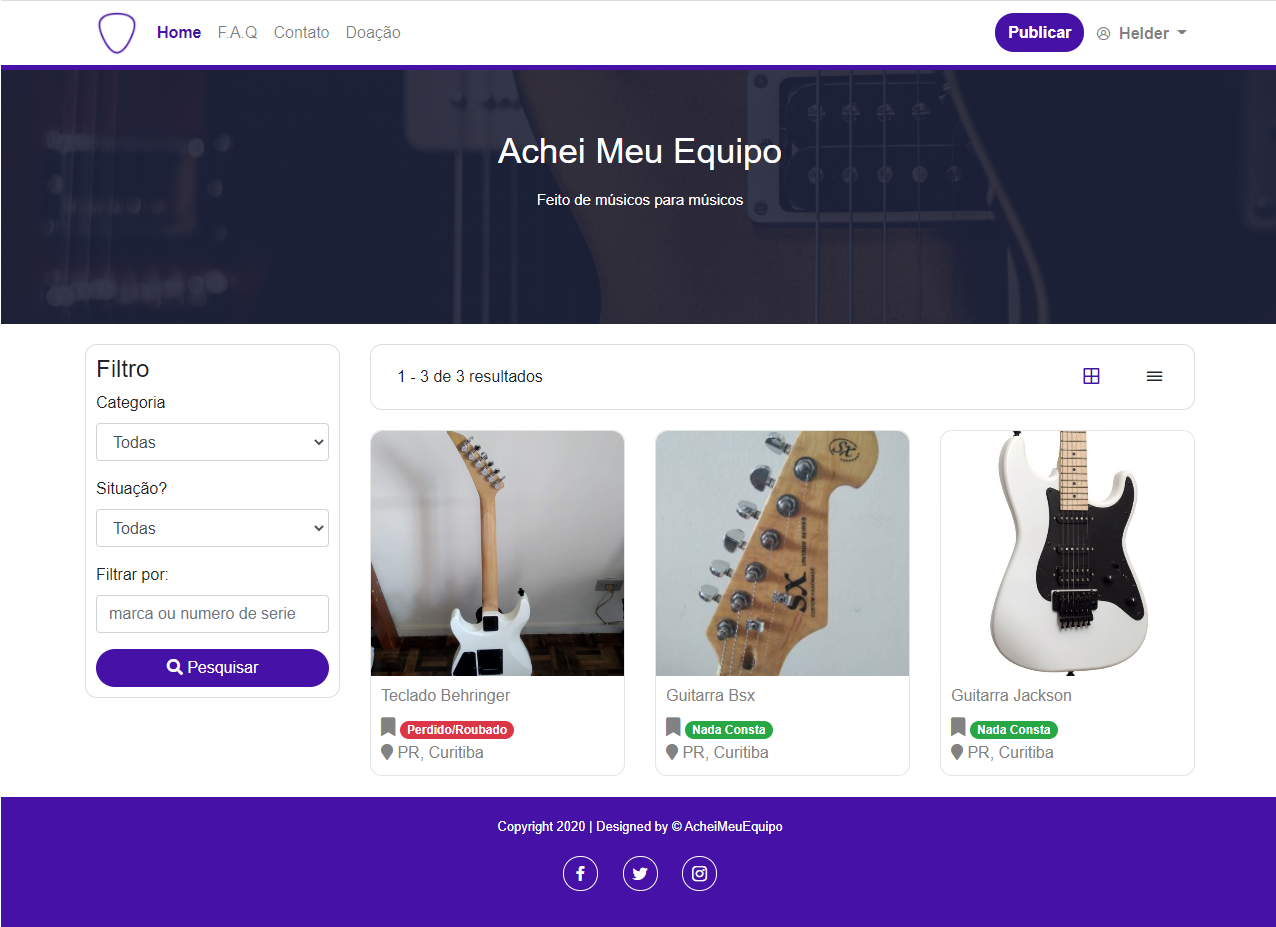 Home F.A.Q Contato Doação Publicar Helder
Achei Meu Equipo
Feito de músicos para músicos
Filtro
Categoria
Todas
Situação?
Todas
Filtrar por:
marca ou numero de serie
Pesquisar
1 - 3 de 3 resultados
SX
SX
Teclado Behringer
Perdido/Roubado
PR, Curitiba
Guitarra Bsx
Nada Consta
PR, Curitiba
Guitarra Jackson
Nada Consta
PR, Curitiba
Copyright 2020 | Designed by © AcheiMeuEquipo